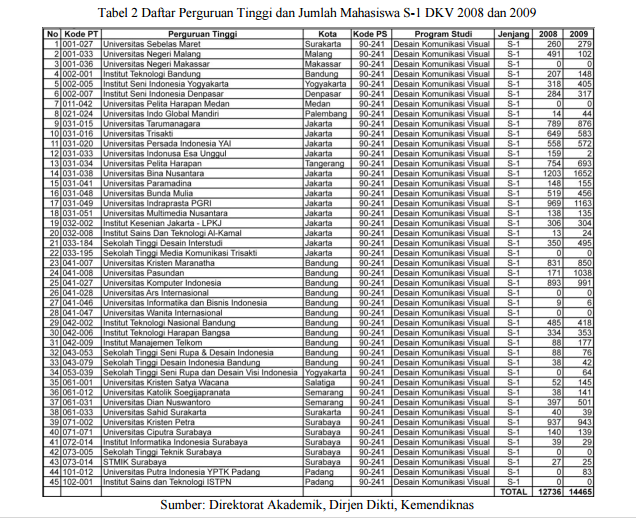 Tabel 2 Daftar Perguruan Tinggi dan Jumlah Mahasiswa S-1 DKV 2008 dan 2009
No Kode PT Perguruan Tinggi Kota Kode PS Program Studi Jenjang 2008 2009
1 001-027 Universitas Sebelas Maret Surakarta 90-241 Desain Komunikasi Visual S-1 260 279
2 001-033 Universitas Negeri Malang Malang 90-241 Desain Komunikasi Visual S-1 491 102
3 001-036 Universitas Negeri Makassar Makassar 90-241 Desain Komunikasi Visual S-1 0 0
4 002-001 Institut Teknologi Bandung Bandung 90-241 Desain Komunikasi Visual S-1 207 148
5 002-005 Institut Seni Indonesia Yogyakarta Yogyakarta 90-241 Desain Komunikasi Visual S-1 318 405
6 002-007 Institut Seni Indonesia Denpasar Denpasar 90-241 Desain Komunikasi Visual S-1 284 317
7 011-042 Universitas Pelita Harapan Medan Medan 90-241 Desain Komunikasi Visual S-1 0 0
8 021-024 Universitas Indo Global Mandiri Palembang 90-241 Desain Komunikasi Visual S-1 14 44
9 031-015 Universitas Tarumanagara Jakarta 90-241 Desain Komunikasi Visual S-1 789 876
10 031-016 Universitas Trisakti Jakarta 90-241 Desain Komunikasi Visual S-1 649 583
11 031-020 Universitas Persada Indonesia YAI Jakarta 90-241 Desain Komunikasi Visual S-1 558 572
12 031-033 Universitas Indonusa Esa Unggul Jakarta 90-241 Desain Komunikasi Visual S-1 159 2
13 031-034 Universitas Pelita Harapan Tangerang 90-241 Desain Komunikasi Visual S-1 754 693
14 031-038 Universitas Bina Nusantara Jakarta 90-241 Desain Komunikasi Visual S-1 1203 1652
15 031-041 Universitas Paramadina Jakarta 90-241 Desain Komunikasi Visual S-1 148 155
16 031-048 Universitas Bunda Mulia Jakarta 90-241 Desain Komunikasi Visual S-1 519 456
17 031-049 Universitas Indraprasta PGRI Jakarta 90-241 Desain Komunikasi Visual S-1 969 1163
18 031-051 Universitas Multimedia Nusantara Jakarta 90-241 Desain Komunikasi Visual S-1 138 135
19 032-002 Institut Kesenian Jakarta - LPKJ Jakarta 90-241 Desain Komunikasi Visual S-1 306 304
20 032-008 Institut Sains Dan Teknologi Al-Kamal Jakarta 90-241 Desain Komunikasi Visual S-1 13 24
21 033-184 Sekolah Tinggi Desain Interstudi Jakarta 90-241 Desain Komunikasi Visual S-1 350 495
22 033-195 Sekolah Tinggi Media Komunikasi Trisakti Jakarta 90-241 Desain Komunikasi Visual S-1 0 0
23 041-007 Universitas Kristen Maranatha Bandung 90-241 Desain Komunikasi Visual S-1 831 850
24 041-008 Universitas Pasundan Bandung 90-241 Desain Komunikasi Visual S-1 171 1038
25 041-027 Universitas Komputer Indonesia Bandung 90-241 Desain Komunikasi Visual S-1 893 991
26 041-028 Universitas Ars Internasional Bandung 90-241 Desain Komunikasi Visual S-1 0 0
27 041-046 Universitas Informatika dan Bisnis Indonesia Bandung 90-241 Desain Komunikasi Visual S-1 9 6
28 041-047 Universitas Wanita Internasional Bandung 90-241 Desain Komunikasi Visual S-1 0 0
29 042-002 Institut Teknologi Nasional Bandung Bandung 90-241 Desain Komunikasi Visual S-1 485 418
30 042-006 Institut Teknologi Harapan Bangsa Bandung 90-241 Desain Komunikasi Visual S-1 334 353
31 042-009 Institut Manajemen Telkom Bandung 90-241 Desain Komunikasi Visual S-1 88 177
32 043-053 Sekolah Tinggi Seni Rupa & Desain Indonesia Bandung 90-241 Desain Komunikasi Visual S-1 88 76
33 043-079 Sekolah Tinggi Desain Indonesia Bandung Bandung 90-241 Desain Komunikasi Visual S-1 38 42
34 053-039 Sekolah Tinggi Seni Rupa dan Desain Visi Indonesia Yogyakarta 90-241 Desain Komunikasi Visual S-1 0 64
35 061-001 Universitas Kristen Satya Wacana Salatiga 90-241 Desain Komunikasi Visual S-1 52 145
36 061-012 Universitas Katolik Soegijapranata Semarang 90-241 Desain Komunikasi Visual S-1 38 141
37 061-031 Universitas Dian Nuswantoro Semarang 90-241 Desain Komunikasi Visual S-1 397 501
38 061-033 Universitas Sahid Surakarta Surakarta 90-241 Desain Komunikasi Visual S-1 40 39
39 071-002 Universitas Kristen Petra Surabaya 90-241 Desain Komunikasi Visual S-1 937 943
40 071-071 Universitas Ciputra Surabaya Surabaya 90-241 Desain Komunikasi Visual S-1 140 139
41 072-014 Institut Informatika Indonesia Surabaya Surabaya 90-241 Desain Komunikasi Visual S-1 39 29
42 073-005 Sekolah Tinggi Teknik Surabaya Surabaya 90-241 Desain Komunikasi Visual S-1 0 0
43 073-014 STMIK Surabaya Surabaya 90-241 Desain Komunikasi Visual S-1 27 25
44 101-012 Universitas Putra Indonesia YPTK Padang Padang 90-241 Desain Komunikasi Visual S-1 0 83
45 102-001 Institut Sains dan Teknologi ISTPN Padang 90-241 Desain Komunikasi Visual S-1 0 0
TOTAL 12736 14465
Sumber: Direktorat Akademik, Dirjen Dikti, Kemendiknas